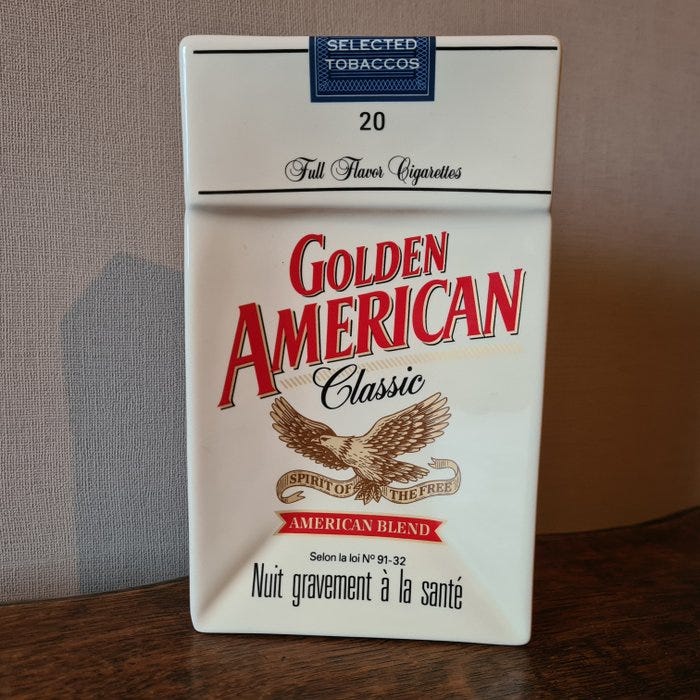 SELECTED
TOBACCOS
20
Full Flavor Cigarettes
GOLDEN
AMERICAN
Classic
SPIRIT OF THE FREE
AMERICAN BLEND
Selon la loi Nº 91-32
Nuit gravement à la santé